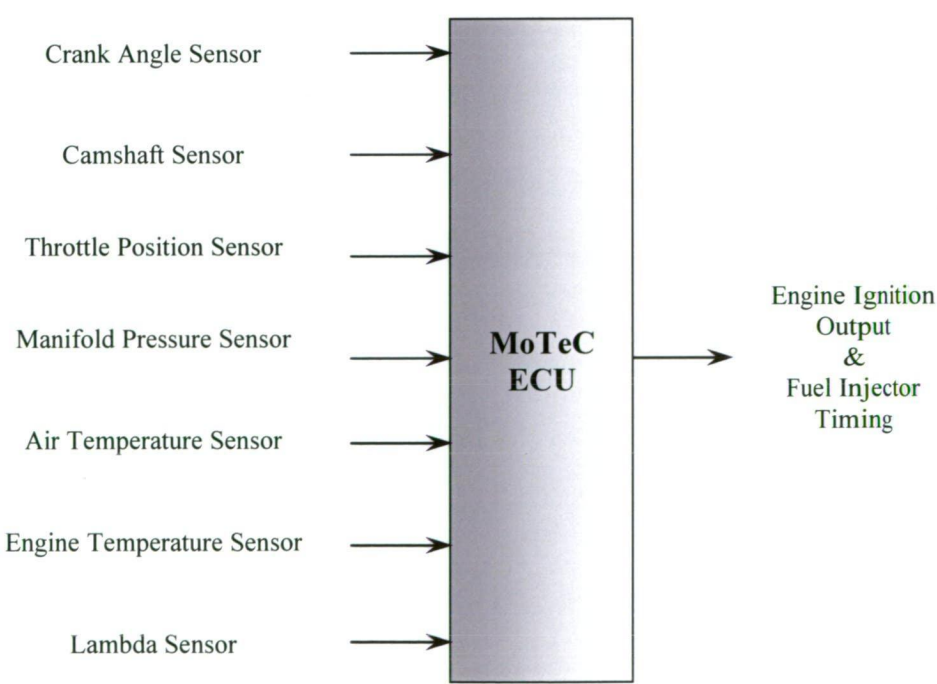 Crank Angle Sensor
Camshaft Sensor
Throttle Position Sensor
Manifold Pressure Sensor
Air Temperature Sensor
Engine Temperature Sensor
Lambda Sensor
MoTeC
ECU
Engine Ignition
Output
&
Fuel Injector
Timing